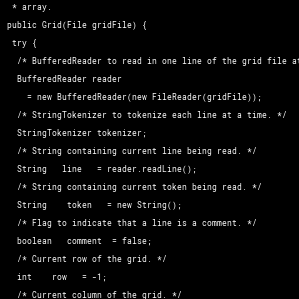 * array.
public Grid(File gridFile) {
try {
/* BufferedReader to read in one line of the grid file at
BufferedReader reader
= new BufferedReader(new FileReader(gridFile));
/* StringTokenizer to tokenize each line at a time. */
StringTokenizer tokenizer;
/* String containing current line being read. */
String line = reader.readLine();
/* String containing current token being read. */
String token = new String();
/* Flag to indicate that a line is a comment. */
boolean comment = false;
/* Current row of the grid. */
int row = -1;
/* Current column of the grid. */